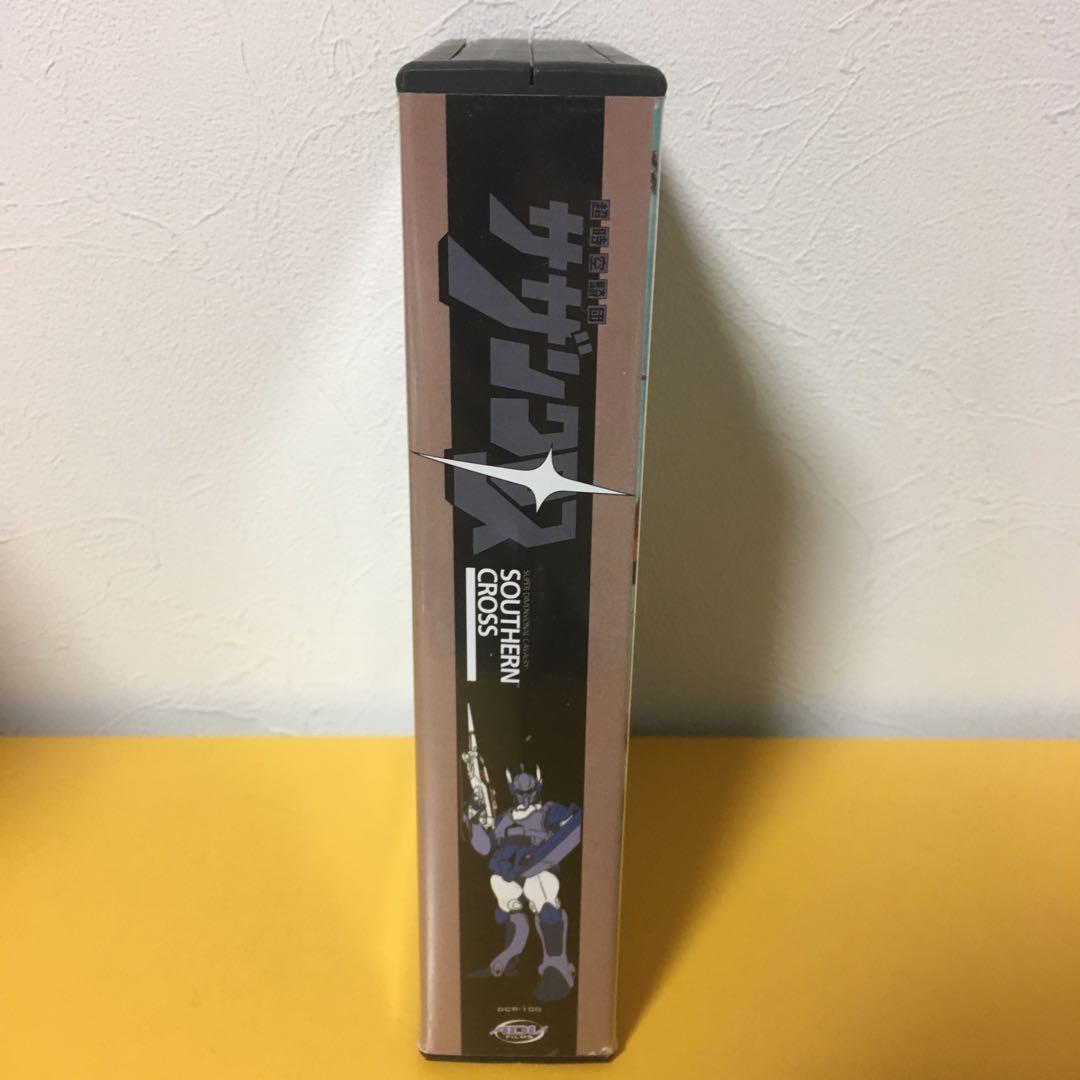 超時空騎団
サザンクロス
SUPER DIMENSIONAL CAVALRY
SOUTHERN
CROSS
DCR-100
ADV
FILMS